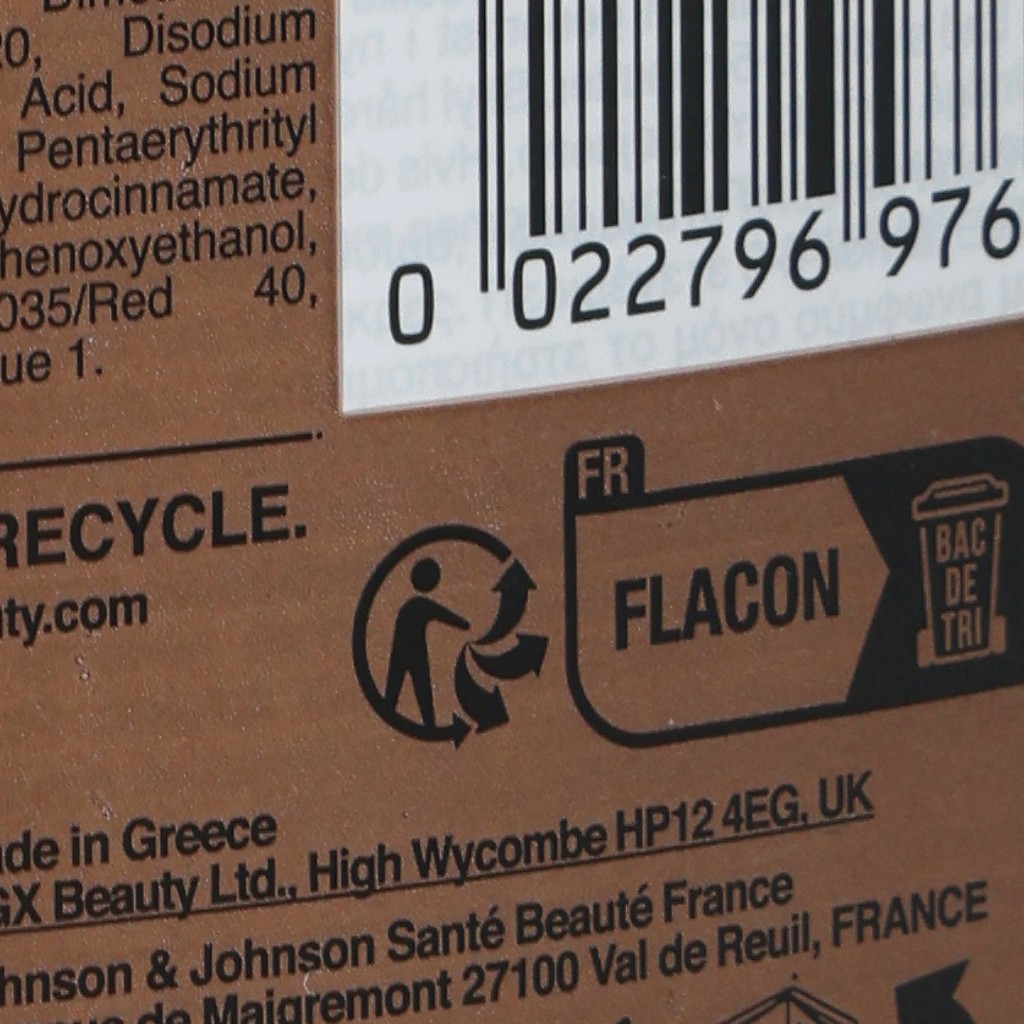 Disodium
Acid, Sodium
Pentaerythrityl
ydrocinnamate,
henoxyethanol,
035/Red 40,
ue 1.
0 022796 976
RECYCLE.
ty.com
FR
FLACON
BAC
DE
TRI
de in Greece
GX Beauty Ltd., High Wycombe HP12 4EG, UK
hnson & Johnson Santé Beauté France
de Maigremont 27100 Val de Reuil, FRANCE